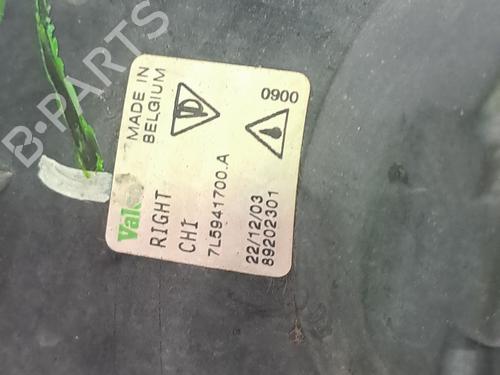 B-PARTS
MADE IN
BELGIUM
0900
Valeo
RIGHT
CHI
7L5941700.A
22/12/03
89202301